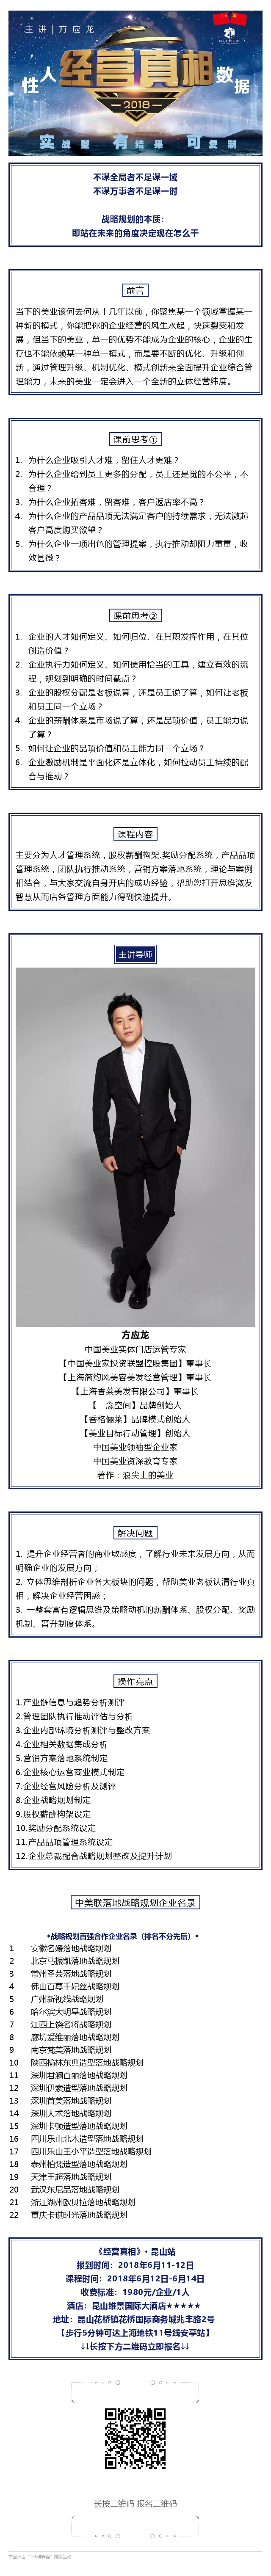 主讲|方应龙
性人
经营真相
数据
2018
实战型 有结果 可复制
不谋全局者不足谋一域
不谋万事者不足谋一时
战略规划的本质：
即站在未来的角度决定现在怎么干
前言
当下的美业该何去何从十几年以前，你聚焦某一个领域掌握某一
种新的模式，你能把你的企业经营的风生水起，快速裂变和发
展，但当下的美业，单一的优势不能成为企业的核心，企业的生
存也不能依赖某一种单一模式，而是要不断的优化、升级和创
新，通过管理升级、机制优化、模式创新来全面提升企业综合管
理能力，未来的美业一定会进入一个全新的立体经营纬度。
课前思考①
1. 为什么企业吸引人才难，留住人才更难？
2. 为什么企业给到员工更多的分配，员工还是觉的不公平，不
合理？
3. 为什么企业拓客难，留客难，客户返店率不高？
4. 为什么企业的产品品项无法满足客户的持续需求，无法激起
客户高度购买欲望？
5. 为什么企业一项出色的管理提案，执行推动却阻力重重，收
效甚微？
课前思考②
1. 企业的人才如何定义、如何归位、在其职发挥作用，在其位
创造价值？
2. 企业执行力如何定义、如何使用恰当的工具，建立有效的流
程，规划到明确的时间截点？
3. 企业的股权分配是老板说算，还是员工说了算，如何让老板
和员工同一个立场？
4. 企业的薪酬体系是市场说了算，还是品项价值，员工能力说
了算？
5. 如何让企业的品项价值和员工能力同一个立场？
6. 企业激励机制是平面化还是立体化，如何拉动员工持续的配
合与推动？
课程内容
主要分为人才管理系统，股权薪酬构架.奖励分配系统，产品品项
管理系统，团队执行推动系统，营销方案落地系统，理论与案例
相结合，与大家交流自身开店的成功经验，帮助您打开思维激发
智慧从而店务管理方面能力得到快速提升。
主讲导师
方应龙
中国美业实体门店运管专家
【中国美业家投资联盟控股集团】董事长
【上海简约风美容美发经营管理】董事长
【上海香莱美发有限公司】董事长
【一念空间】品牌创始人
【香格俪莱】品牌模式创始人
【美业目标行动管理】创始人
中国美业领袖型企业家
中国美业资深教育专家
著作：浪尖上的美业
解决问题
1. 提升企业经营者的商业敏感度，了解行业未来发展方向，从而
明确企业的发展方向；
2. 立体思维剖析企业各大板块的问题，帮助美业老板认清行业真
相，解决企业经营困惑；
3. 一整套富有逻辑思维及策略动机的薪酬体系、股权分配、奖励
机制、晋升制度体系。
操作亮点
1.产业链信息与趋势分析测评
2.管理团队执行推动评估与分析
3.企业内部环境分析测评与整改方案
4.企业相关数据集成分析
5.营销方案落地系统制定
6.企业核心运营商业模式制定
7.企业经营风险分析及测评
8.企业战略规划制定
9.股权薪酬构架设定
10.奖励分配系统设定
11.产品品项管理系统设定
12.企业总裁配合战略规划整改及提升计划
中美联落地战略规划企业名录
*战略规划百强合作企业名录（排名不分先后）*
1 安徽名媛落地战略规划
2 北京马振凯落地战略规划
3 常州圣芸落地战略规划
4 佛山百尊千妃丝战略规划
5 广州新视线战略规划
6 哈尔滨大明星战略规划
7 江西上饶名将战略规划
8 廊坊爱维丽落地战略规划
9 南京梵美落地战略规划
10 陕西榆林东典造型落地战略规划
11 深圳君澜百丽落地战略规划
12 深圳伊索造型落地战略规划
13 深圳首美落地战略规划
14 深圳大术落地战略规划
15 深圳卡顿造型落地战略规划
16 四川乐山北木造型落地战略规划
17 四川乐山王小平造型落地战略规划
18 泰州柏梵造型落地战略规划
19 天津王超落地战略规划
20 武汉东尼品落地战略规划
21 浙江湖州欧贝拉落地战略规划
22 重庆卡琪时光落地战略规划
《经营真相》·昆山站
报到时间：2018年6月11-12日
课程时间：2018年6月12日-6月14日
收费标准：1980元/企业/1人
酒店：昆山雄景国际大酒店★★★★★
地址：昆山花桥镇花桥国际商务城兆丰路2号
【步行5分钟可达上海地铁11号线安亭站】
↓↓长按下方二维码立即报名↓↓
长按二维码 报名二维码